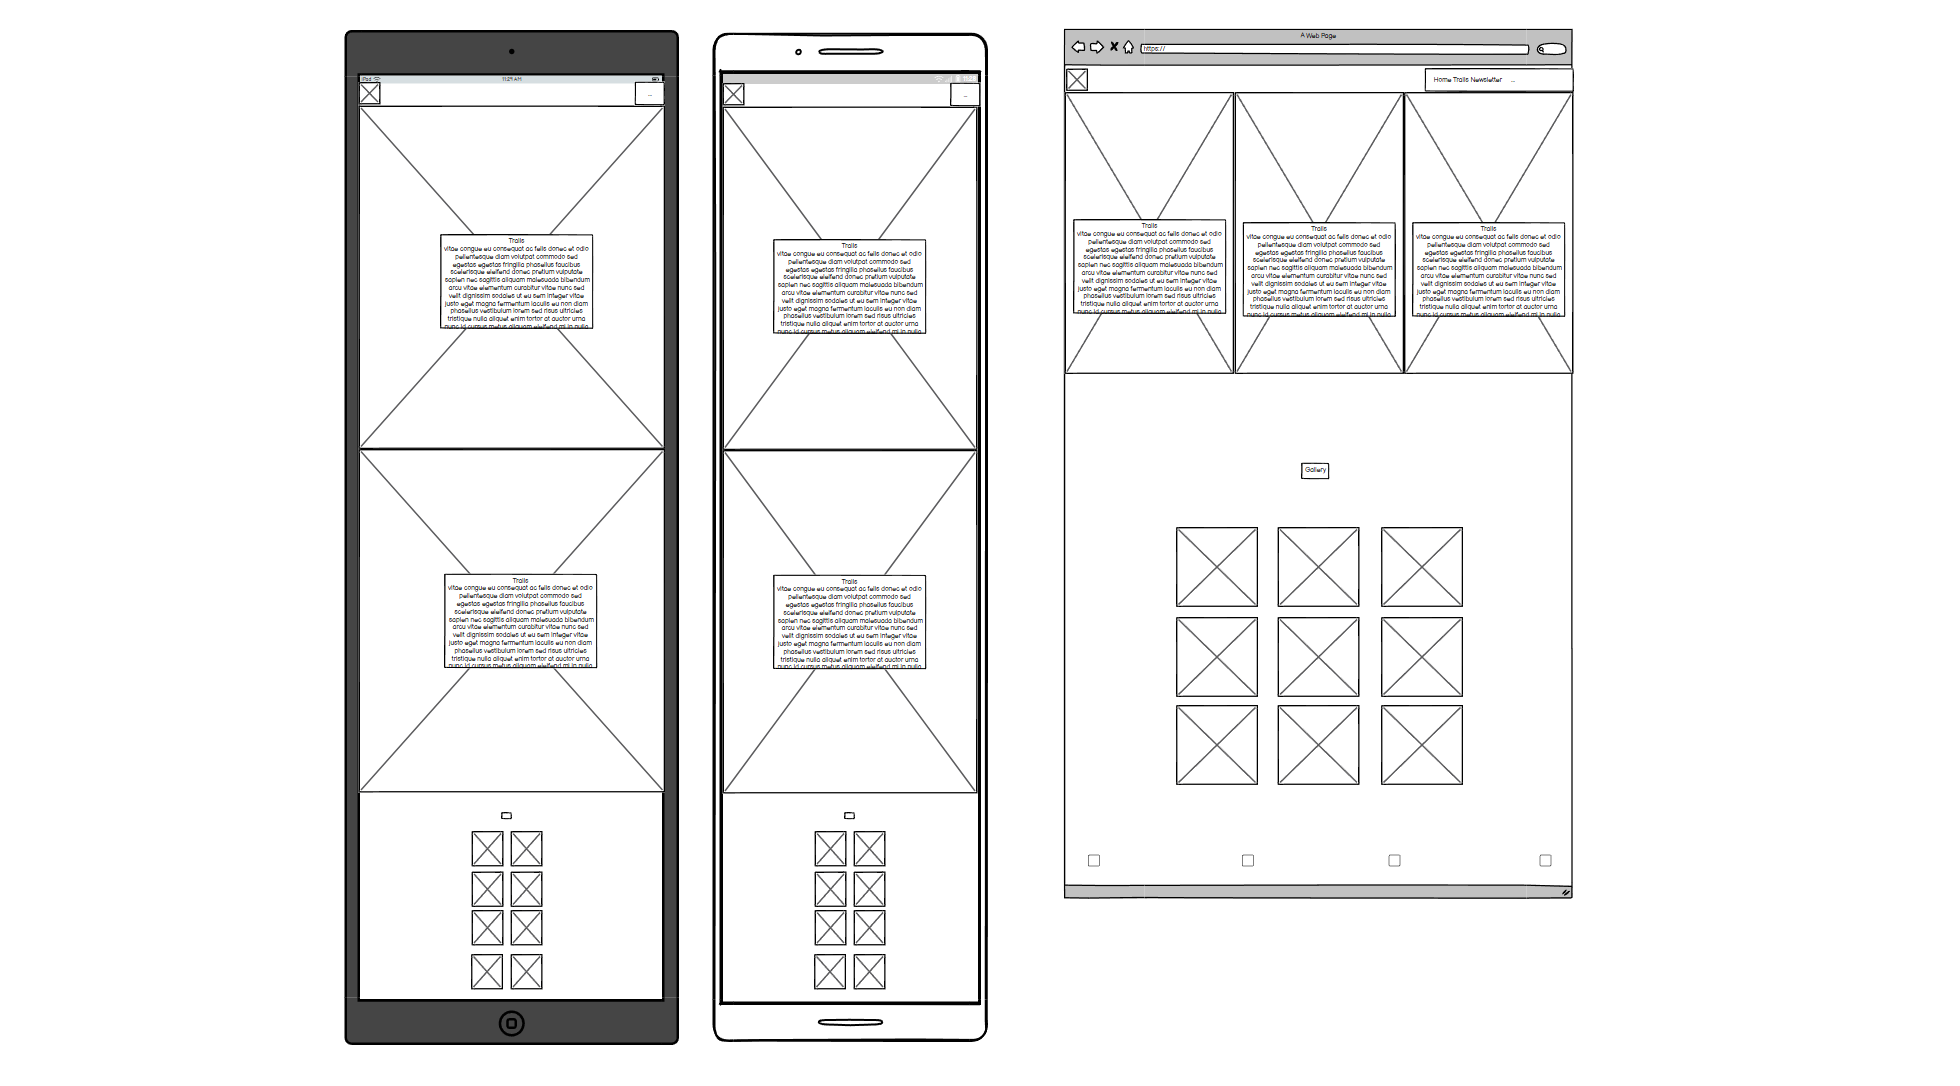 iPad
11:29 AM
...
Trails
vitae congue eu consequat ac felis donec et odio
pellentesque diam volutpat commodo sed
egestas egestas fringilla phasellus faucibus
scelerisque eleifend donec pretium vulputate
sapien nec sagittis aliquam malesuada bibendum
arcu vitae elementum curabitur vitae nunc sed
velit dignissim sodales ut eu sem integer vitae
justo eget magna fermentum iaculis eu non diam
phasellus vestibulum lorem sed risus ultricies
tristique nulla aliquet enim tortor at auctor urna
nunc id cursus metus aliquam eleifend mi in nulla
Trails
vitae congue eu consequat ac felis donec et odio
pellentesque diam volutpat commodo sed
egestas egestas fringilla phasellus faucibus
scelerisque eleifend donec pretium vulputate
sapien nec sagittis aliquam malesuada bibendum
arcu vitae elementum curabitur vitae nunc sed
velit dignissim sodales ut eu sem integer vitae
justo eget magna fermentum iaculis eu non diam
phasellus vestibulum lorem sed risus ultricies
tristique nulla aliquet enim tortor at auctor urna
nunc id cursus metus aliquam eleifend mi in nulla
...
Trails
vitae congue eu consequat ac felis donec et odio
pellentesque diam volutpat commodo sed
egestas egestas fringilla phasellus faucibus
scelerisque eleifend donec pretium vulputate
sapien nec sagittis aliquam malesuada bibendum
arcu vitae elementum curabitur vitae nunc sed
velit dignissim sodales ut eu sem integer vitae
justo eget magna fermentum iaculis eu non diam
phasellus vestibulum lorem sed risus ultricies
tristique nulla aliquet enim tortor at auctor urna
nunc id cursus metus aliquam eleifend mi in nulla
Trails
vitae congue eu consequat ac felis donec et odio
pellentesque diam volutpat commodo sed
egestas egestas fringilla phasellus faucibus
scelerisque eleifend donec pretium vulputate
sapien nec sagittis aliquam malesuada bibendum
arcu vitae elementum curabitur vitae nunc sed
velit dignissim sodales ut eu sem integer vitae
justo eget magna fermentum iaculis eu non diam
phasellus vestibulum lorem sed risus ultricies
tristique nulla aliquet enim tortor at auctor urna
nunc id cursus metus aliquam eleifend mi in nulla
A Web Page
https://
Home Trails Newsletter ...
Trails
vitae congue eu consequat ac felis donec et odio
pellentesque diam volutpat commodo sed
egestas egestas fringilla phasellus faucibus
scelerisque eleifend donec pretium vulputate
sapien nec sagittis aliquam malesuada bibendum
arcu vitae elementum curabitur vitae nunc sed
velit dignissim sodales ut eu sem integer vitae
justo eget magna fermentum iaculis eu non diam
phasellus vestibulum lorem sed risus ultricies
tristique nulla aliquet enim tortor at auctor urna
nunc id cursus metus aliquam eleifend mi in nulla
Trails
vitae congue eu consequat ac felis donec et odio
pellentesque diam volutpat commodo sed
egestas egestas fringilla phasellus faucibus
scelerisque eleifend donec pretium vulputate
sapien nec sagittis aliquam malesuada bibendum
arcu vitae elementum curabitur vitae nunc sed
velit dignissim sodales ut eu sem integer vitae
justo eget magna fermentum iaculis eu non diam
phasellus vestibulum lorem sed risus ultricies
tristique nulla aliquet enim tortor at auctor urna
nunc id cursus metus aliquam eleifend mi in nulla
Trails
vitae congue eu consequat ac felis donec et odio
pellentesque diam volutpat commodo sed
egestas egestas fringilla phasellus faucibus
scelerisque eleifend donec pretium vulputate
sapien nec sagittis aliquam malesuada bibendum
arcu vitae elementum curabitur vitae nunc sed
velit dignissim sodales ut eu sem integer vitae
justo eget magna fermentum iaculis eu non diam
phasellus vestibulum lorem sed risus ultricies
tristique nulla aliquet enim tortor at auctor urna
nunc id cursus metus aliquam eleifend mi in nulla
Gallery